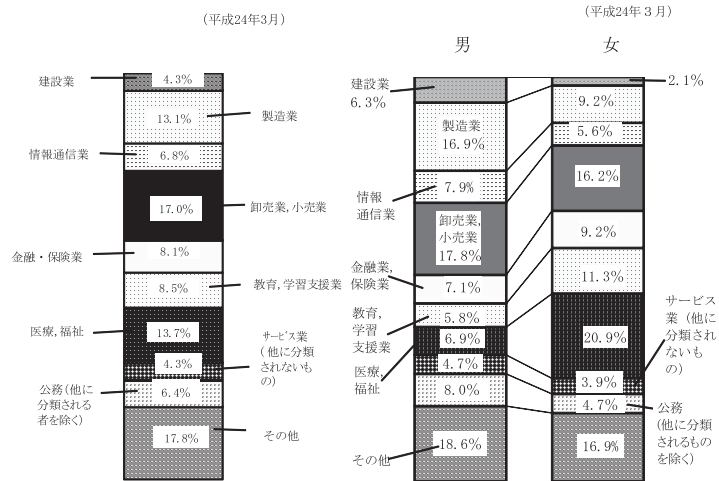 (平成24年3月)
建設業
4.3%
13.1%
製造業
情報通信業
6.8%
17.0%
卸売業,小売業
金融・保険業
8.1%
8.5%
教育,学習支援業
医療,福祉
13.7%
4.3%
サービス業
(他に分類
されないも
の)
公務(他に
分類される
者を除く)
6.4%
17.8%
その他
(平成24年３月)
男
女
建設業
6.3%
製造業
16.9%
情報
通信業
7.9%
卸売業,
小売業
17.8%
金融業,
保険業
7.1%
教育,
学習
支援業
5.8%
医療,
福祉
6.9%
4.7%
8.0%
その他
18.6%
2.1%
9.2%
5.6%
16.2%
9.2%
11.3%
20.9%
サービス
業（他に
分類され
ないも
の）
3.9%
4.7%
公務
(他に分類
されるもの
を除く)
16.9%